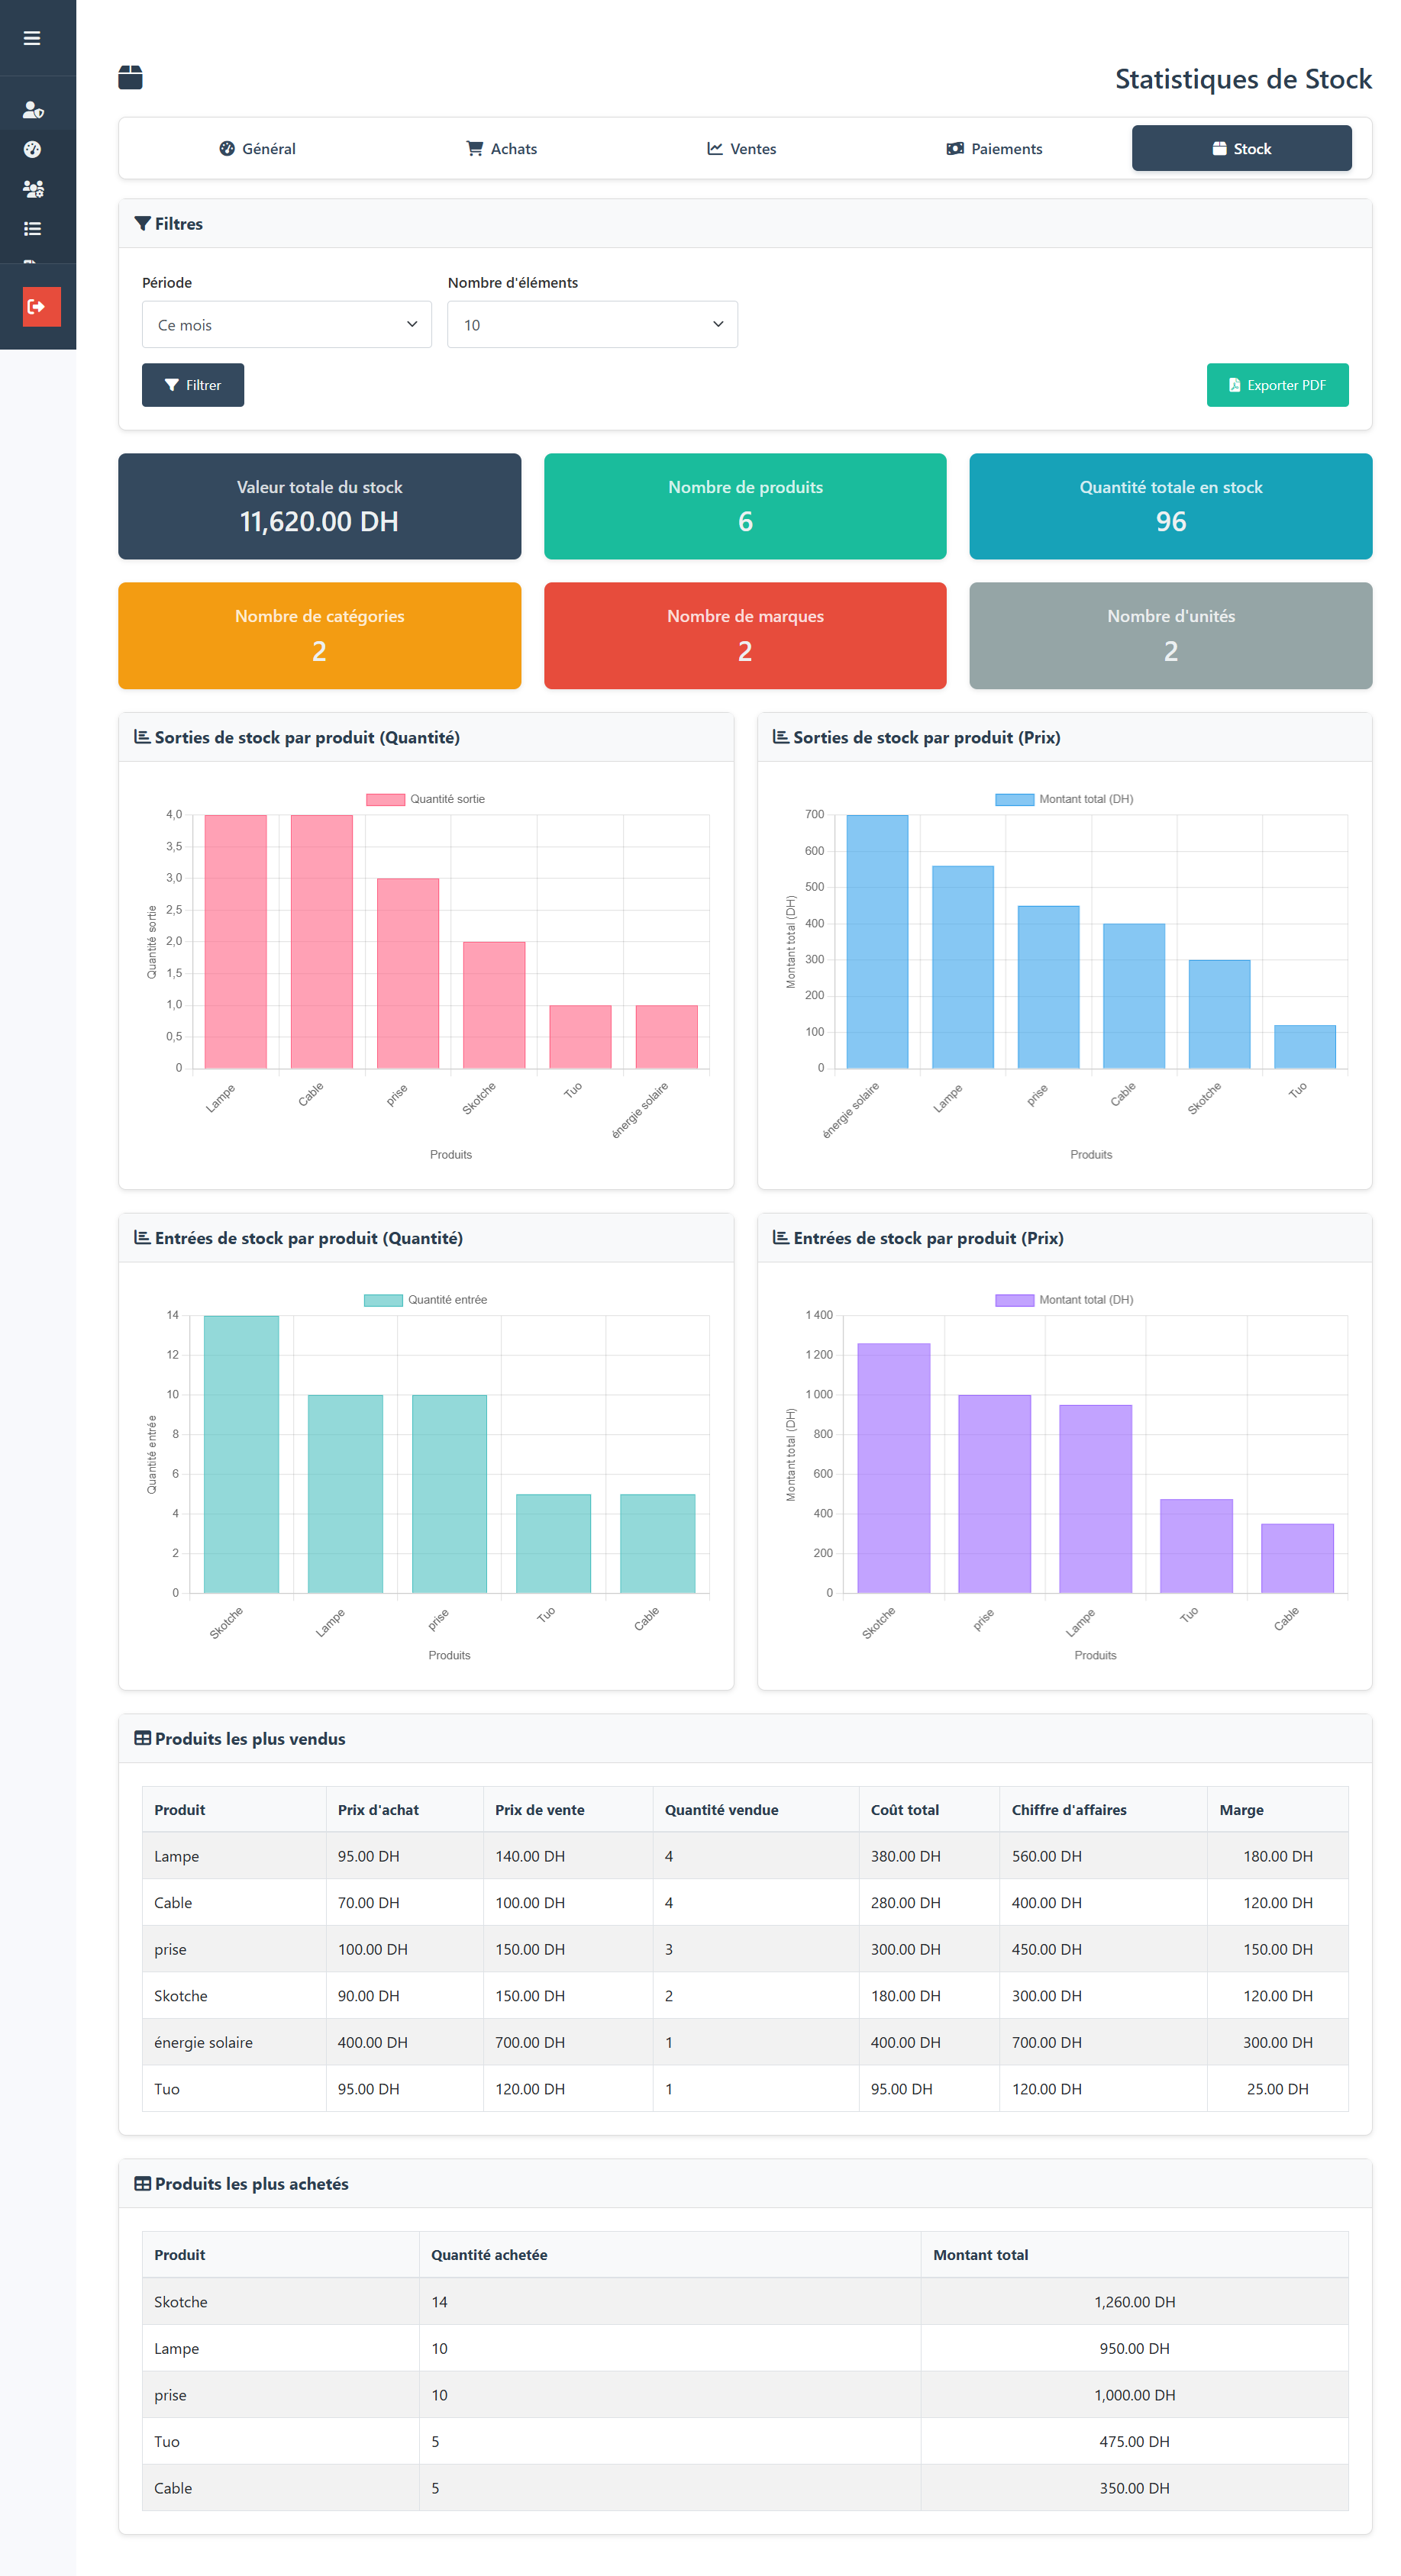 Statistiques de Stock
Général Achats Ventes Paiements Stock
Filtres
Période Nombre d'éléments
Ce mois 10
Filtrer Exporter PDF
Valeur totale du stock Nombre de produits Quantité totale en stock
11,620.00 DH 6 96
Nombre de catégories Nombre de marques Nombre d'unités
2 2 2
Sorties de stock par produit (Quantité)
Quantité sortie
4,0
3,5
3,0
2,5
2,0
1,5
1,0
0,5
0
Quantité sortie
Lampe Cable prise Skotche Tuo énergie solaire
Produits
Sorties de stock par produit (Prix)
Montant total (DH)
700
600
500
400
300
200
100
0
Montant total (DH)
énergie solaire Lampe prise Cable Skotche Tuo
Produits
Entrées de stock par produit (Quantité)
Quantité entrée
14
12
10
8
6
4
2
0
Quantité entrée
Skotche Lampe prise Tuo Cable
Produits
Entrées de stock par produit (Prix)
Montant total (DH)
1 400
1 200
1 000
800
600
400
200
0
Montant total (DH)
Skotche prise Lampe Tuo Cable
Produits
Produits les plus vendus
Produit Prix d'achat Prix de vente Quantité vendue Coût total Chiffre d'affaires Marge
Lampe 95.00 DH 140.00 DH 4 380.00 DH 560.00 DH 180.00 DH
Cable 70.00 DH 100.00 DH 4 280.00 DH 400.00 DH 120.00 DH
prise 100.00 DH 150.00 DH 3 300.00 DH 450.00 DH 150.00 DH
Skotche 90.00 DH 150.00 DH 2 180.00 DH 300.00 DH 120.00 DH
énergie solaire 400.00 DH 700.00 DH 1 400.00 DH 700.00 DH 300.00 DH
Tuo 95.00 DH 120.00 DH 1 95.00 DH 120.00 DH 25.00 DH
Produits les plus achetés
Produit Quantité achetée Montant total
Skotche 14 1,260.00 DH
Lampe 10 950.00 DH
prise 10 1,000.00 DH
Tuo 5 475.00 DH
Cable 5 350.00 DH